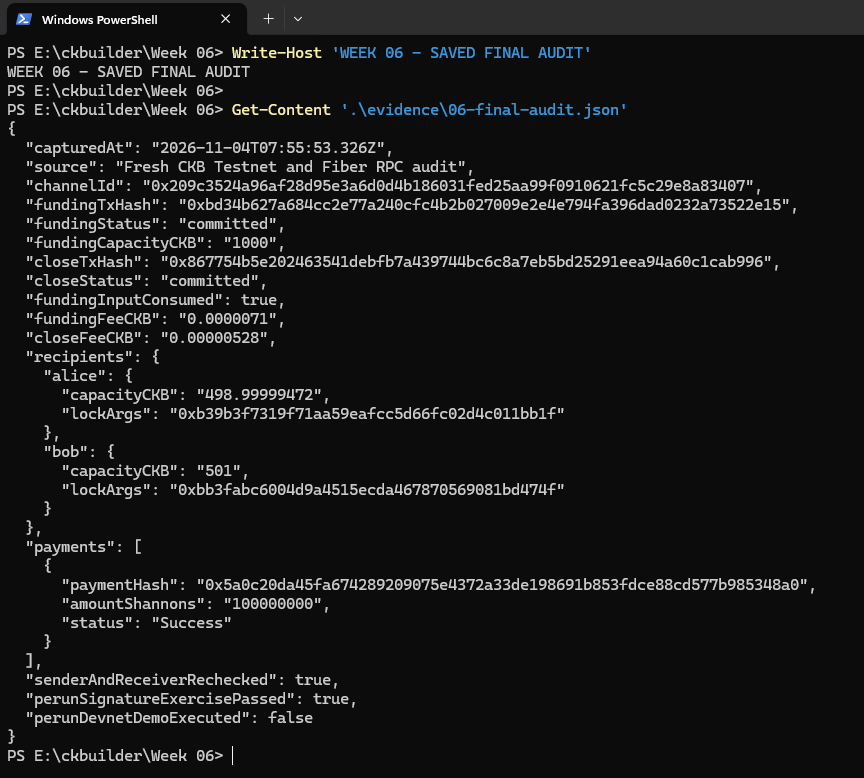 Windows PowerShell
PS E:\ckbuilder\Week 06> Write-Host 'WEEK 06 - SAVED FINAL AUDIT'
WEEK 06 - SAVED FINAL AUDIT
PS E:\ckbuilder\Week 06>
PS E:\ckbuilder\Week 06> Get-Content '.\evidence\06-final-audit.json'
{
  "capturedAt": "2026-11-04T07:55:53.326Z",
  "source": "Fresh CKB Testnet and Fiber RPC audit",
  "channelId": "0x209c3524a96af28d95e3a6d0d4b186031fed25aa99f0910621fc5c29e8a83407",
  "fundingTxHash": "0xbd34b627a684cc2e77a240cfc4b2b027009e2e4e794fa396dad0232a73522e15",
  "fundingStatus": "committed",
  "fundingCapacityCKB": "1000",
  "closeTxHash": "0x867754b5e202463541debfb7a439744bc6c8a7eb5bd25291eea94a60c1cab996",
  "closeStatus": "committed",
  "fundingInputConsumed": true,
  "fundingFeeCKB": "0.0000071",
  "closeFeeCKB": "0.00000528",
  "recipients": {
    "alice": {
      "capacityCKB": "498.99999472",
      "lockArgs": "0xb39b3f7319f71aa59eafcc5d66fc02d4c011bb1f"
    },
    "bob": {
      "capacityCKB": "501",
      "lockArgs": "0xbb3fabc6004d9a4515ecda467870569081bd474f"
    }
  },
  "payments": [
    {
      "paymentHash": "0x5a0c20da45fa674289209075e4372a33de198691b853fdce88cd577b985348a0",
      "amountShannons": "100000000",
      "status": "Success"
    }
  ],
  "senderAndReceiverRechecked": true,
  "perunSignatureExercisePassed": true,
  "perunDevnetDemoExecuted": false
}
PS E:\ckbuilder\Week 06>